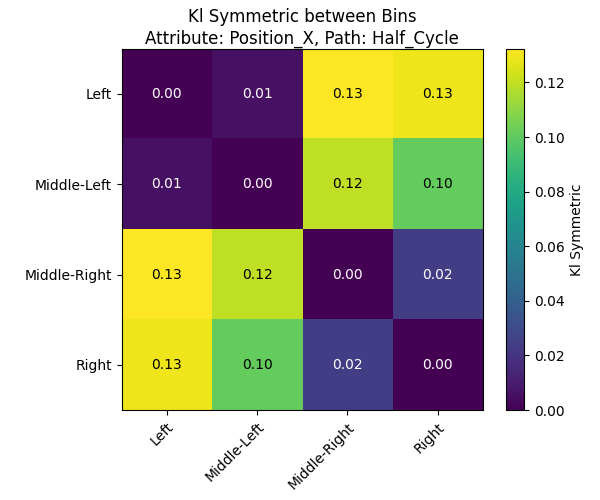 Kl Symmetric between Bins
Attribute: Position_X, Path: Half_Cycle
Left 0.00 0.01 0.13 0.13
Middle-Left 0.01 0.00 0.12 0.10
Middle-Right 0.13 0.12 0.00 0.02
Right 0.13 0.10 0.02 0.00
Left Middle-Left Middle-Right Right
0.12
0.10
0.08
0.06
0.04
0.02
0.00
Kl Symmetric